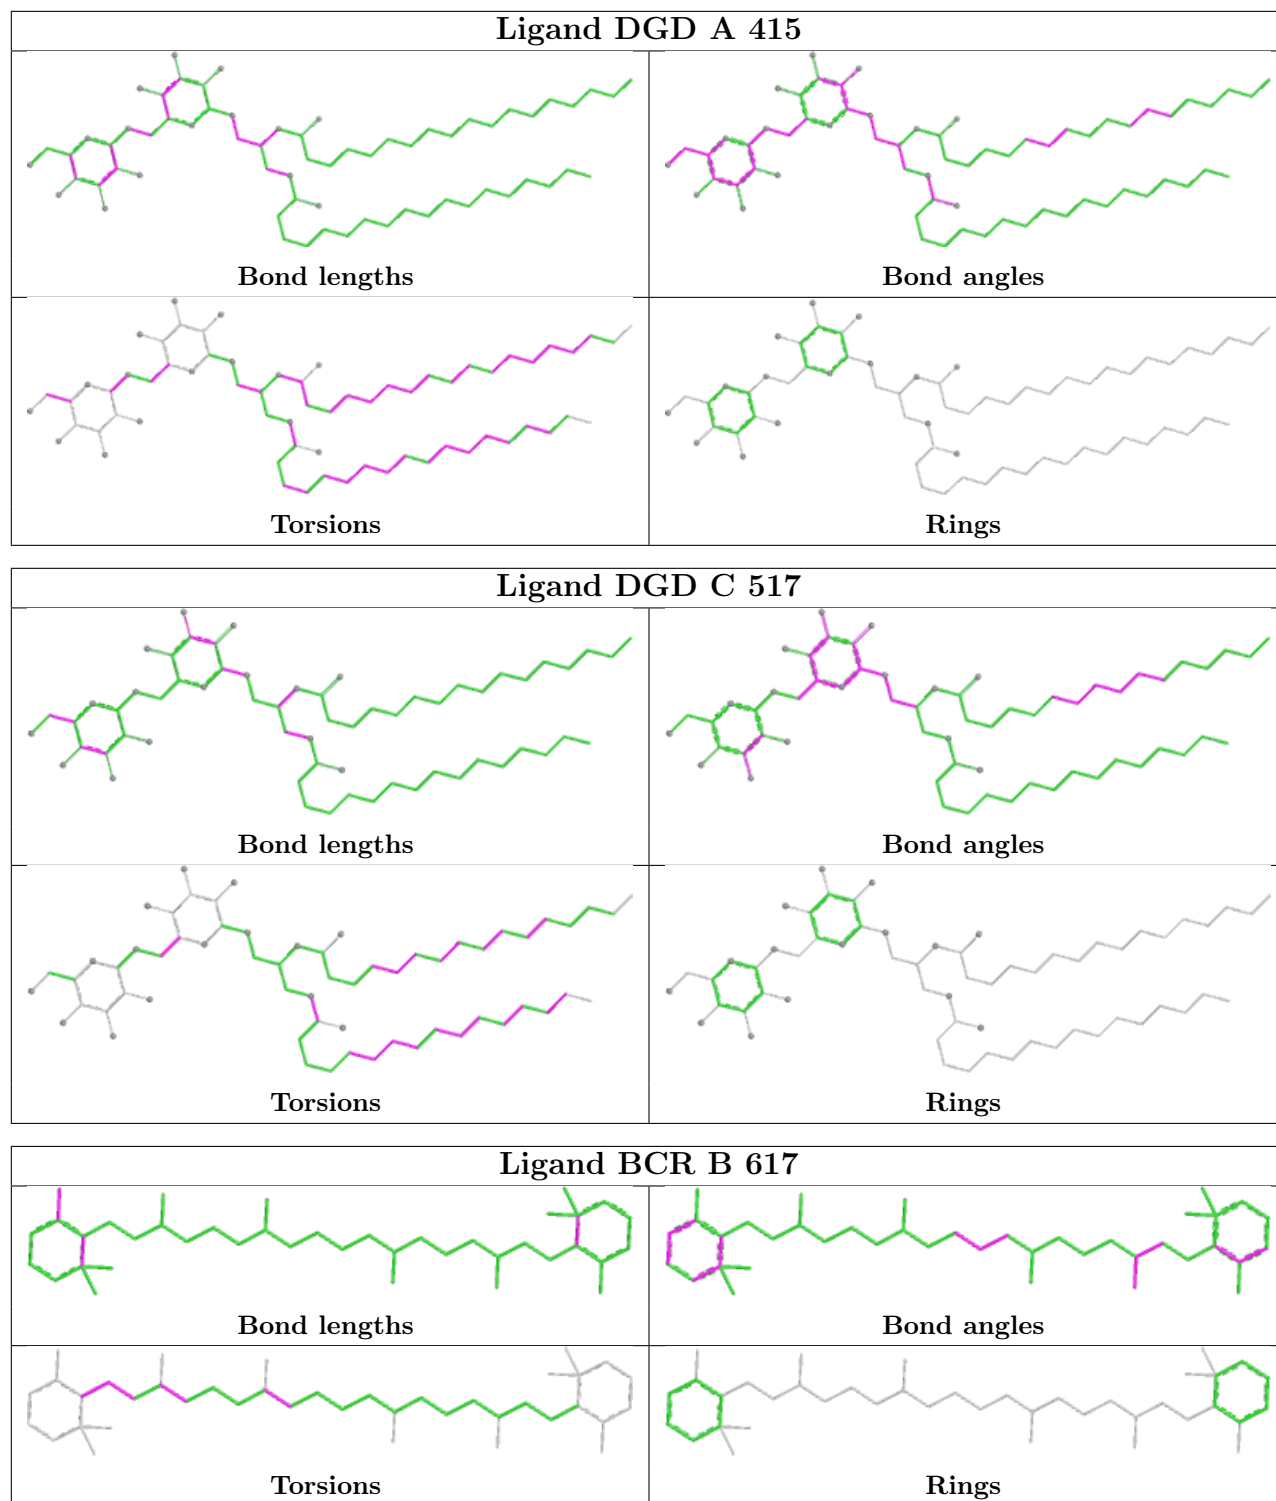 Ligand DGD A 415
Bond lengths
Bond angles
Torsions
Rings
Ligand DGD C 517
Bond lengths
Bond angles
Torsions
Rings
Ligand BCR B 617
Bond lengths
Bond angles
Torsions
Rings